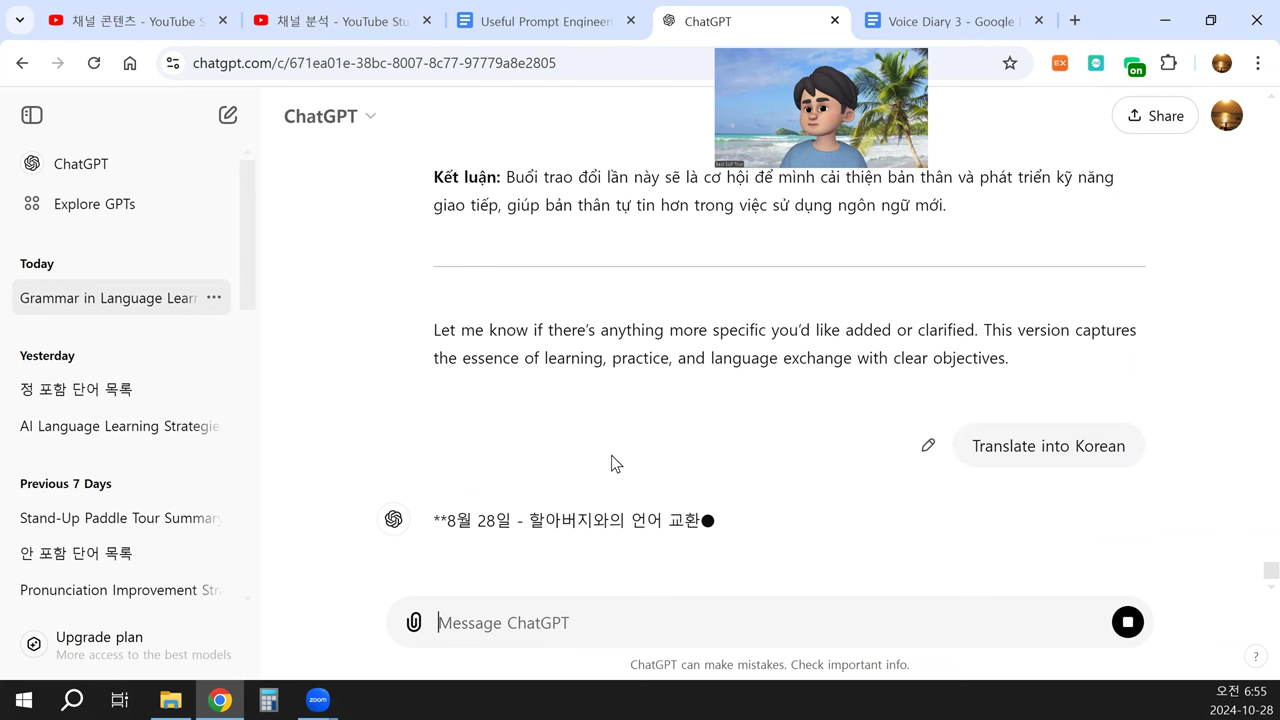 채널 콘텐츠 - YouTube
채널 분석 - YouTube Stu
Useful Prompt Engineeri
ChatGPT
Voice Diary 3 - Google
chatgpt.com/c/671ea01e-38bc-8007-8c77-97779a8e2805
EX
on
ChatGPT
Share
ChatGPT
Explore GPTs
Today
Grammar in Language Lear
Yesterday
정 포함 단어 목록
AI Language Learning Strategie
Previous 7 Days
Stand-Up Paddle Tour Summary
안 포함 단어 목록
Pronunciation Improvement Str
Upgrade plan
More access to the best models
Kết luận: Buổi trao đổi lần này sẽ là cơ hội để mình cải thiện bản thân và phát triển kỹ năng
giao tiếp, giúp bản thân tự tin hơn trong việc sử dụng ngôn ngữ mới.
Let me know if there's anything more specific you'd like added or clarified. This version captures
the essence of learning, practice, and language exchange with clear objectives.
Translate into Korean
**8월 28일 - 할아버지와의 언어 교환
Message ChatGPT
ChatGPT can make mistakes. Check important info.
?
zoom
오전 6:55
2024-10-28